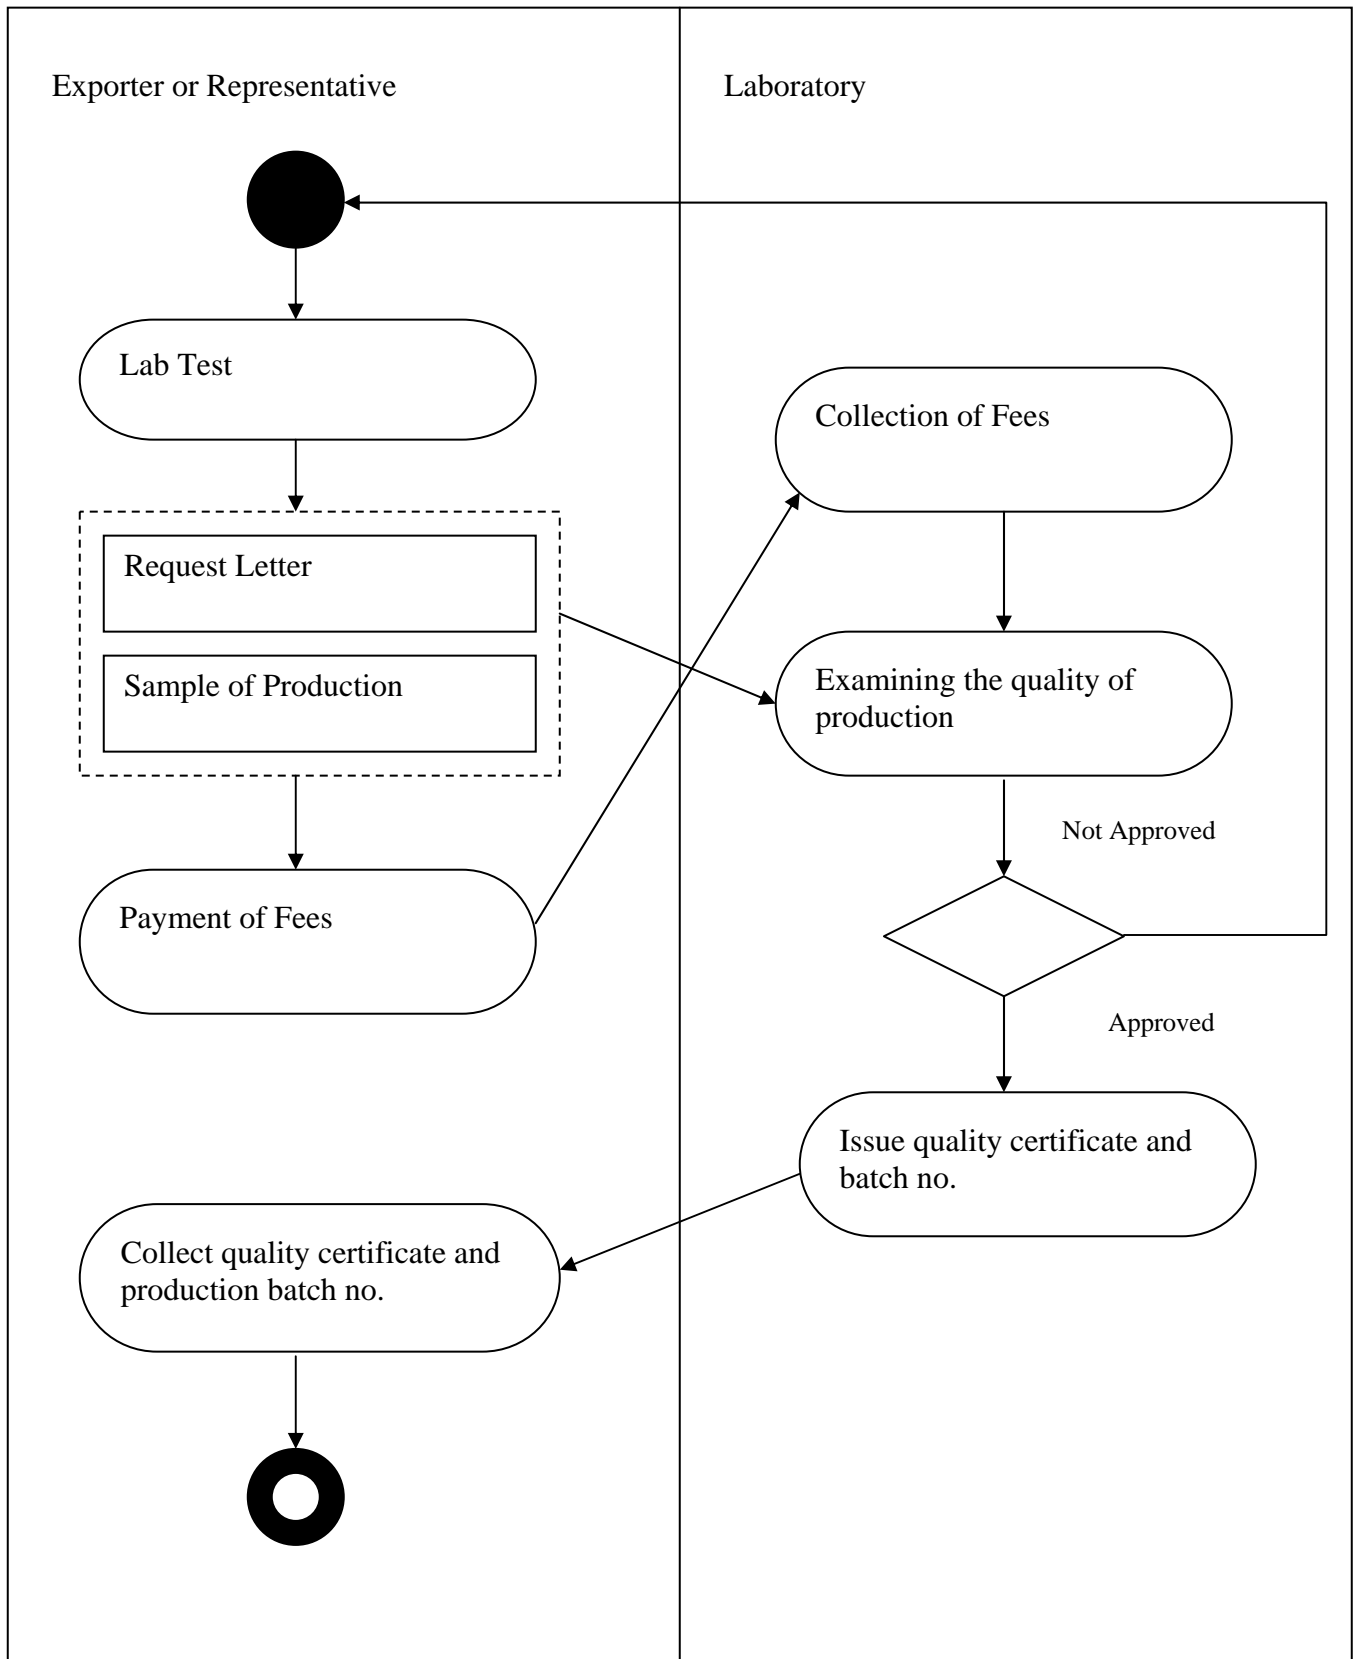 Exporter or Representative
Laboratory
Lab Test
Collection of Fees
Request Letter
Sample of Production
Examining the quality of
production
Not Approved
Payment of Fees
Approved
Issue quality certificate and
batch no.
Collect quality certificate and
production batch no.